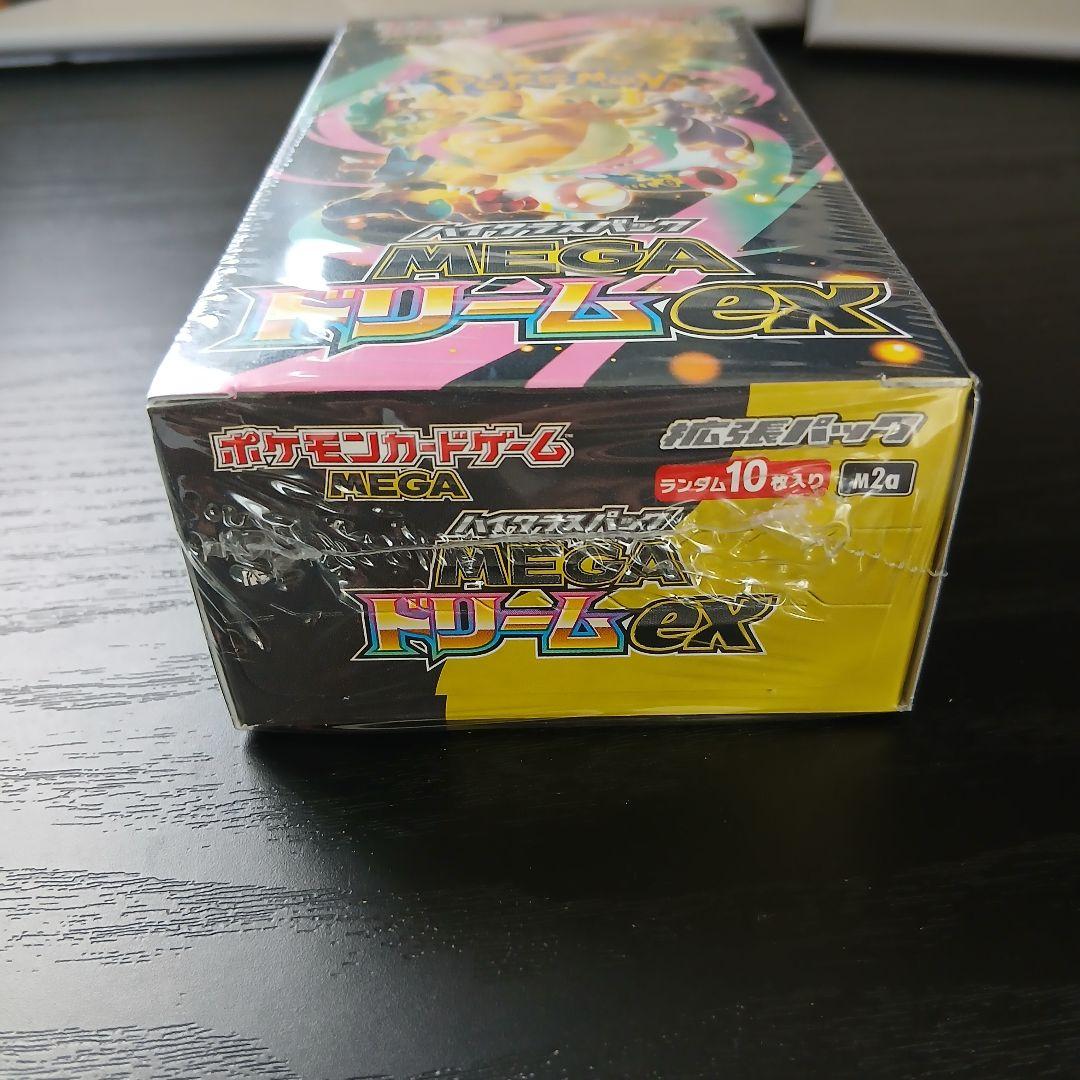 POKÉMON
ハイクラスパック
MEGA
ドリームex
ポケモンカードゲーム
MEGA
拡張パック
ランダム10枚入り
M2a
ハイクラスパック
MEGA
ドリームex